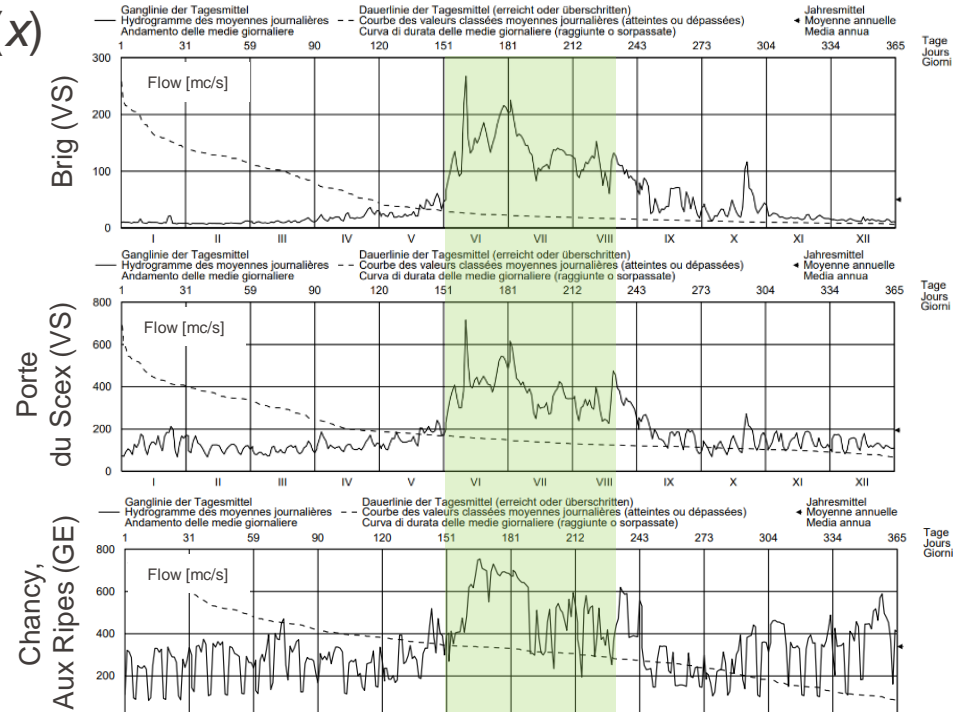 (x)
Ganglinie der Tagesmittel Dauerlinie der Tagesmittel (erreicht oder überschritten) Jahresmittel
Hydrogramme des moyennes journalières Courbe des valeurs classées moyennes journalières (atteintes ou dépassées) Moyenne annuelle
Andamento delle medie giornaliere Curva di durata delle medie giornaliere (raggiunte o sorpassate) Media annua
1 31 59 90 120 151 181 212 243 273 304 334 365
Tage
Jours
Giorni
Brig (VS)
Flow [mc/s]
300
200
100
0
I II III IV V VI VII VIII IX X XI XII
Ganglinie der Tagesmittel Dauerlinie der Tagesmittel (erreicht oder überschritten) Jahresmittel
Hydrogramme des moyennes journalières Courbe des valeurs classées moyennes journalières (atteintes ou dépassées) Moyenne annuelle
Andamento delle medie giornaliere Curva di durata delle medie giornaliere (raggiunte o sorpassate) Media annua
1 31 59 90 120 151 181 212 243 273 304 334 365
Tage
Jours
Giorni
Porte
du Scex (VS)
Flow [mc/s]
800
600
400
200
0
I II III IV V VI VII VIII IX X XI XII
Ganglinie der Tagesmittel Dauerlinie der Tagesmittel (erreicht oder überschritten) Jahresmittel
Hydrogramme des moyennes journalières Courbe des valeurs classées moyennes journalières (atteintes ou dépassées) Moyenne annuelle
Andamento delle medie giornaliere Curva di durata delle medie giornaliere (raggiunte o sorpassate) Media annua
1 31 59 90 120 151 181 212 243 273 304 334 365
Tage
Jours
Giorni
Chancy,
Aux Ripes (GE)
Flow [mc/s]
800
600
400
200